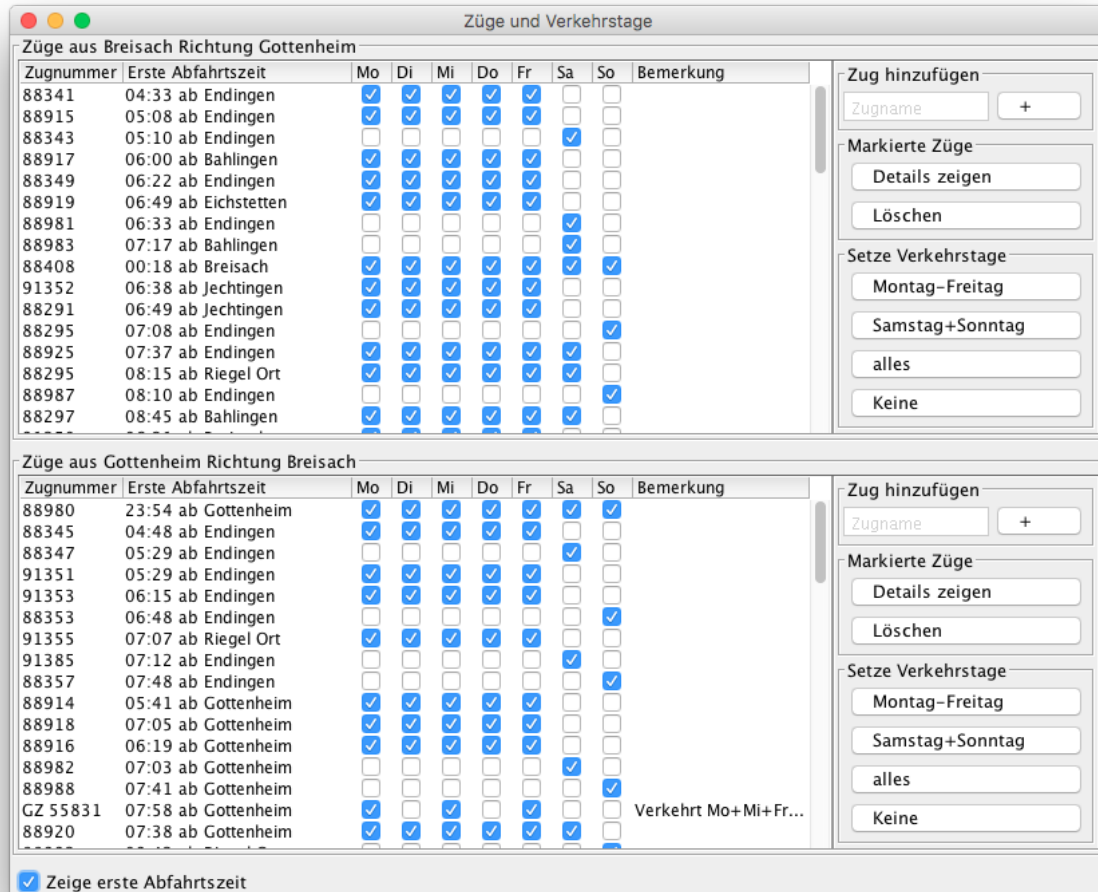 Züge und Verkehrstage
Züge aus Breisach Richtung Gottenheim
Zugnummer Erste Abfahrtszeit Mo Di Mi Do Fr Sa So Bemerkung
88341 04:33 ab Endingen
88915 05:08 ab Endingen
88343 05:10 ab Endingen
88917 06:00 ab Bahlingen
88349 06:22 ab Endingen
88919 06:49 ab Eichstetten
88981 06:33 ab Endingen
88983 07:17 ab Bahlingen
88408 00:18 ab Breisach
91352 06:38 ab Jechtingen
88291 06:49 ab Jechtingen
88295 07:08 ab Endingen
88925 07:37 ab Endingen
88295 08:15 ab Riegel Ort
88987 08:10 ab Endingen
88297 08:45 ab Bahlingen
Zug hinzufügen
Zugname +
Markierte Züge
Details zeigen
Löschen
Setze Verkehrstage
Montag-Freitag
Samstag+Sonntag
alles
Keine
Züge aus Gottenheim Richtung Breisach
Zugnummer Erste Abfahrtszeit Mo Di Mi Do Fr Sa So Bemerkung
88980 23:54 ab Gottenheim
88345 04:48 ab Endingen
88347 05:29 ab Endingen
91351 05:29 ab Endingen
91353 06:15 ab Endingen
88353 06:48 ab Endingen
91355 07:07 ab Riegel Ort
91385 07:12 ab Endingen
88357 07:48 ab Endingen
88914 05:41 ab Gottenheim
88918 07:05 ab Gottenheim
88916 06:19 ab Gottenheim
88982 07:03 ab Gottenheim
88988 07:41 ab Gottenheim
GZ 55831 07:58 ab Gottenheim Verkehrt Mo+Mi+Fr...
88920 07:38 ab Gottenheim
Zug hinzufügen
Zugname +
Markierte Züge
Details zeigen
Löschen
Setze Verkehrstage
Montag-Freitag
Samstag+Sonntag
alles
Keine
Zeige erste Abfahrtszeit